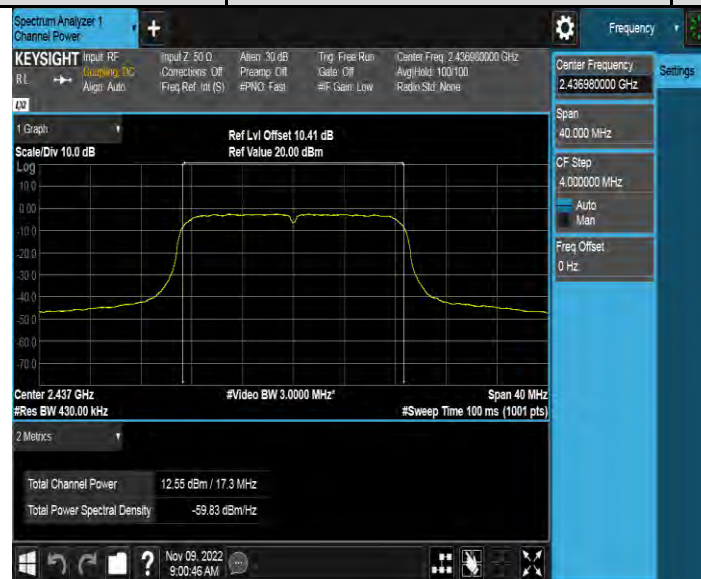 Spectrum Analyzer 1
Channel Power
+
Frequency
KEYSIGHT
Input: RF
Input Z: 50 Ω
Atten: 30 dB
Trig: Free Run
Center Freq: 2.436980000 GHz
RL
Coupling: DC
Corrections: Off
Preamp: Off
Gate: Off
Avg|Hold: 100/100
Align: Auto
Freq Ref: Int (S)
#PNO: Fast
#IF Gain: Low
Radio Std: None
Center Frequency
2.436980000 GHz
Settings
Span
40.000 MHz
CF Step
4.000000 MHz
Auto
Man
Freq Offset
0 Hz
1 Graph
Ref Lvl Offset 10.41 dB
Scale/Div 10.0 dB
Ref Value 20.00 dBm
Log
10.0
0.00
-10.0
-20.0
-30.0
-40.0
-50.0
-60.0
-70.0
Center 2.437 GHz
#Video BW 3.0000 MHz*
Span 40 MHz
#Res BW 430.00 kHz
#Sweep Time 100 ms (1001 pts)
2 Metrics
Total Channel Power
12.55 dBm / 17.3 MHz
Total Power Spectral Density
-59.83 dBm/Hz
?
Nov 09, 2022
9:00:46 AM